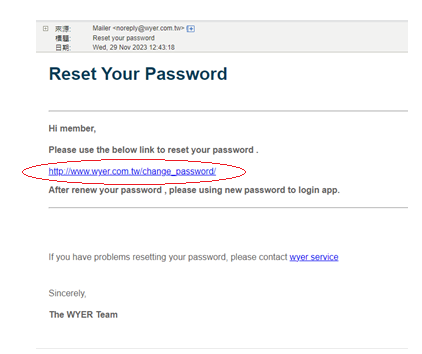 來源: Mailer <noreply@wyer.com.tw>
標題: Reset your password
日期: Wed, 29 Nov 2023 12:43:18
Reset Your Password
Hi member,
Please use the below link to reset your password .
http://www.wyer.com.tw/change_password/
After renew your password , please using new password to login app.
If you have problems resetting your password, please contact wyer service
Sincerely,
The WYER Team